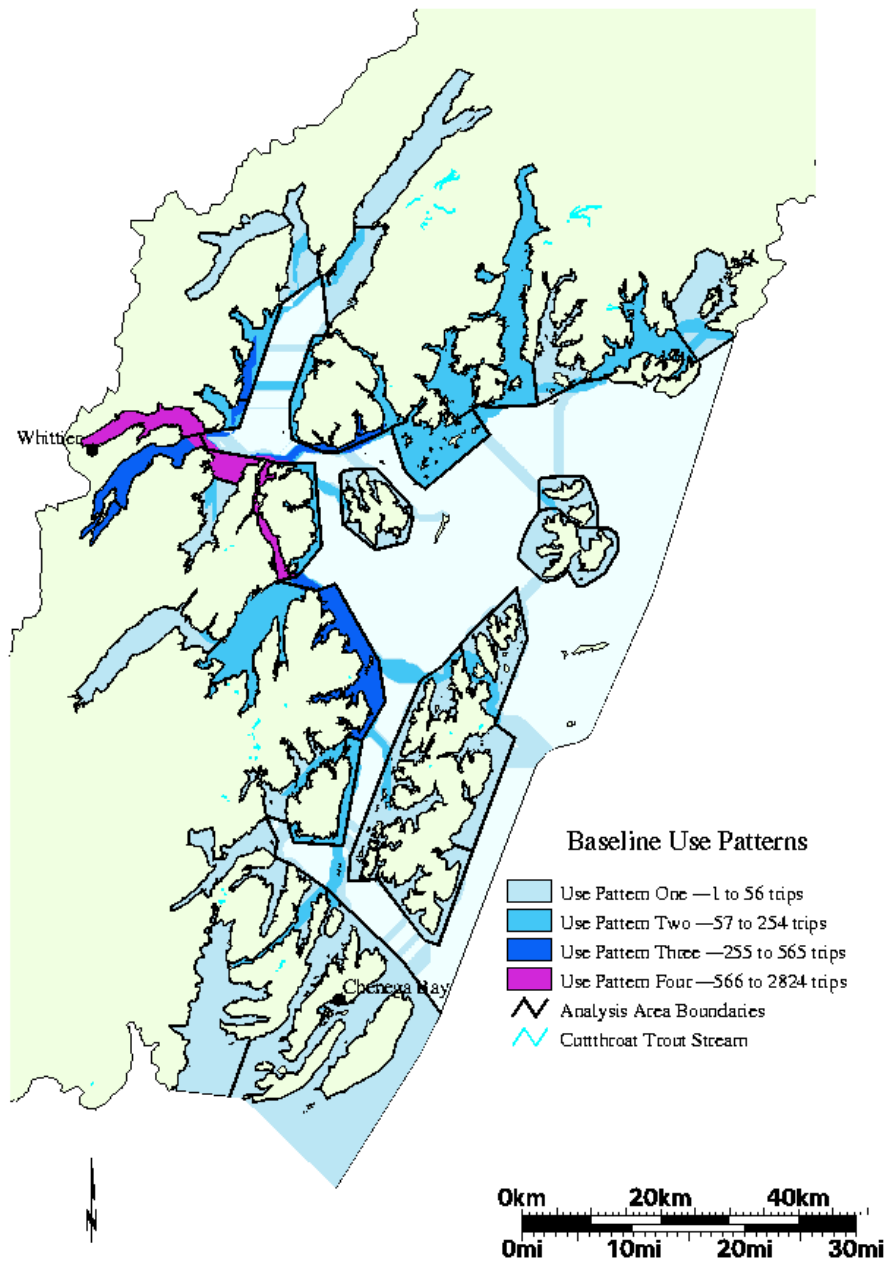 Whittier
Chenega Bay
Baseline Use Patterns
Use Pattern One —1 to 56 trips
Use Pattern Two —57 to 254 trips
Use Pattern Three —255 to 565 trips
Use Pattern Four —566 to 2824 trips
Analysis Area Boundaries
Cuttthroat Trout Stream
N
0km 20km 40km
0mi 10mi 20mi 30mi